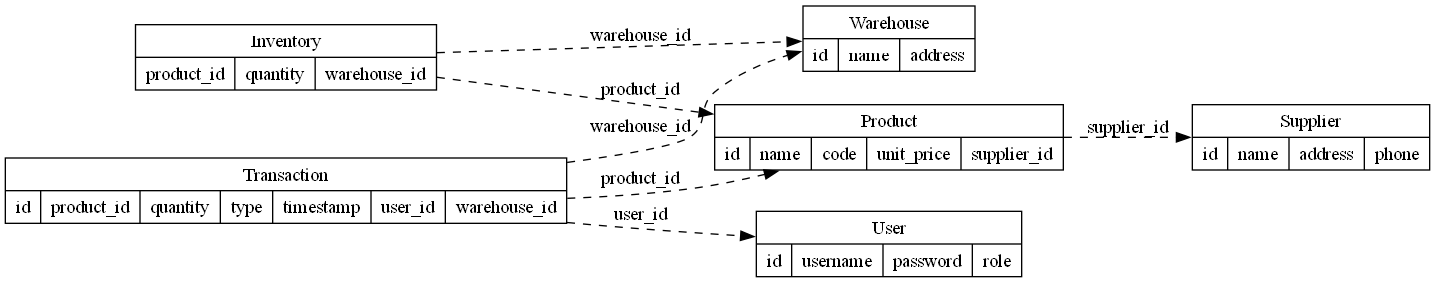 Inventory
product_id quantity warehouse_id
warehouse_id
product_id
Warehouse
id name address
warehouse_id
Product
id name code unit_price supplier_id
supplier_id
Supplier
id name address phone
Transaction
id product_id quantity type timestamp user_id warehouse_id
product_id
user_id
User
id username password role